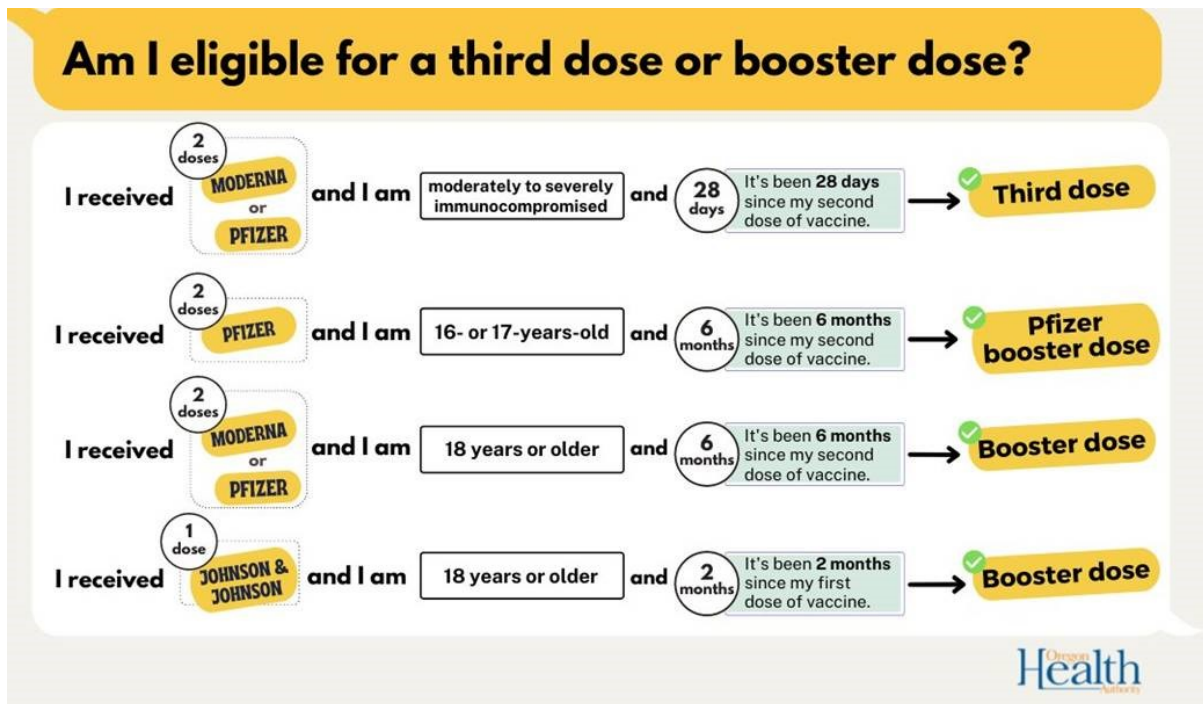 Am I eligible for a third dose or booster dose?
2
doses
I received
MODERNA
or
PFIZER
and I am
moderately to severely
immunocompromised
and
28
days
It's been 28 days
since my second
dose of vaccine.
Third dose
2
doses
I received
PFIZER
and I am
16- or 17-years-old
and
6
months
It's been 6 months
since my second
dose of vaccine.
Pfizer
booster dose
2
doses
I received
MODERNA
or
PFIZER
and I am
18 years or older
and
6
months
It's been 6 months
since my second
dose of vaccine.
Booster dose
1
dose
I received
JOHNSON &
JOHNSON
and I am
18 years or older
and
2
months
It's been 2 months
since my first
dose of vaccine.
Booster dose
Oregon
Health
Authority